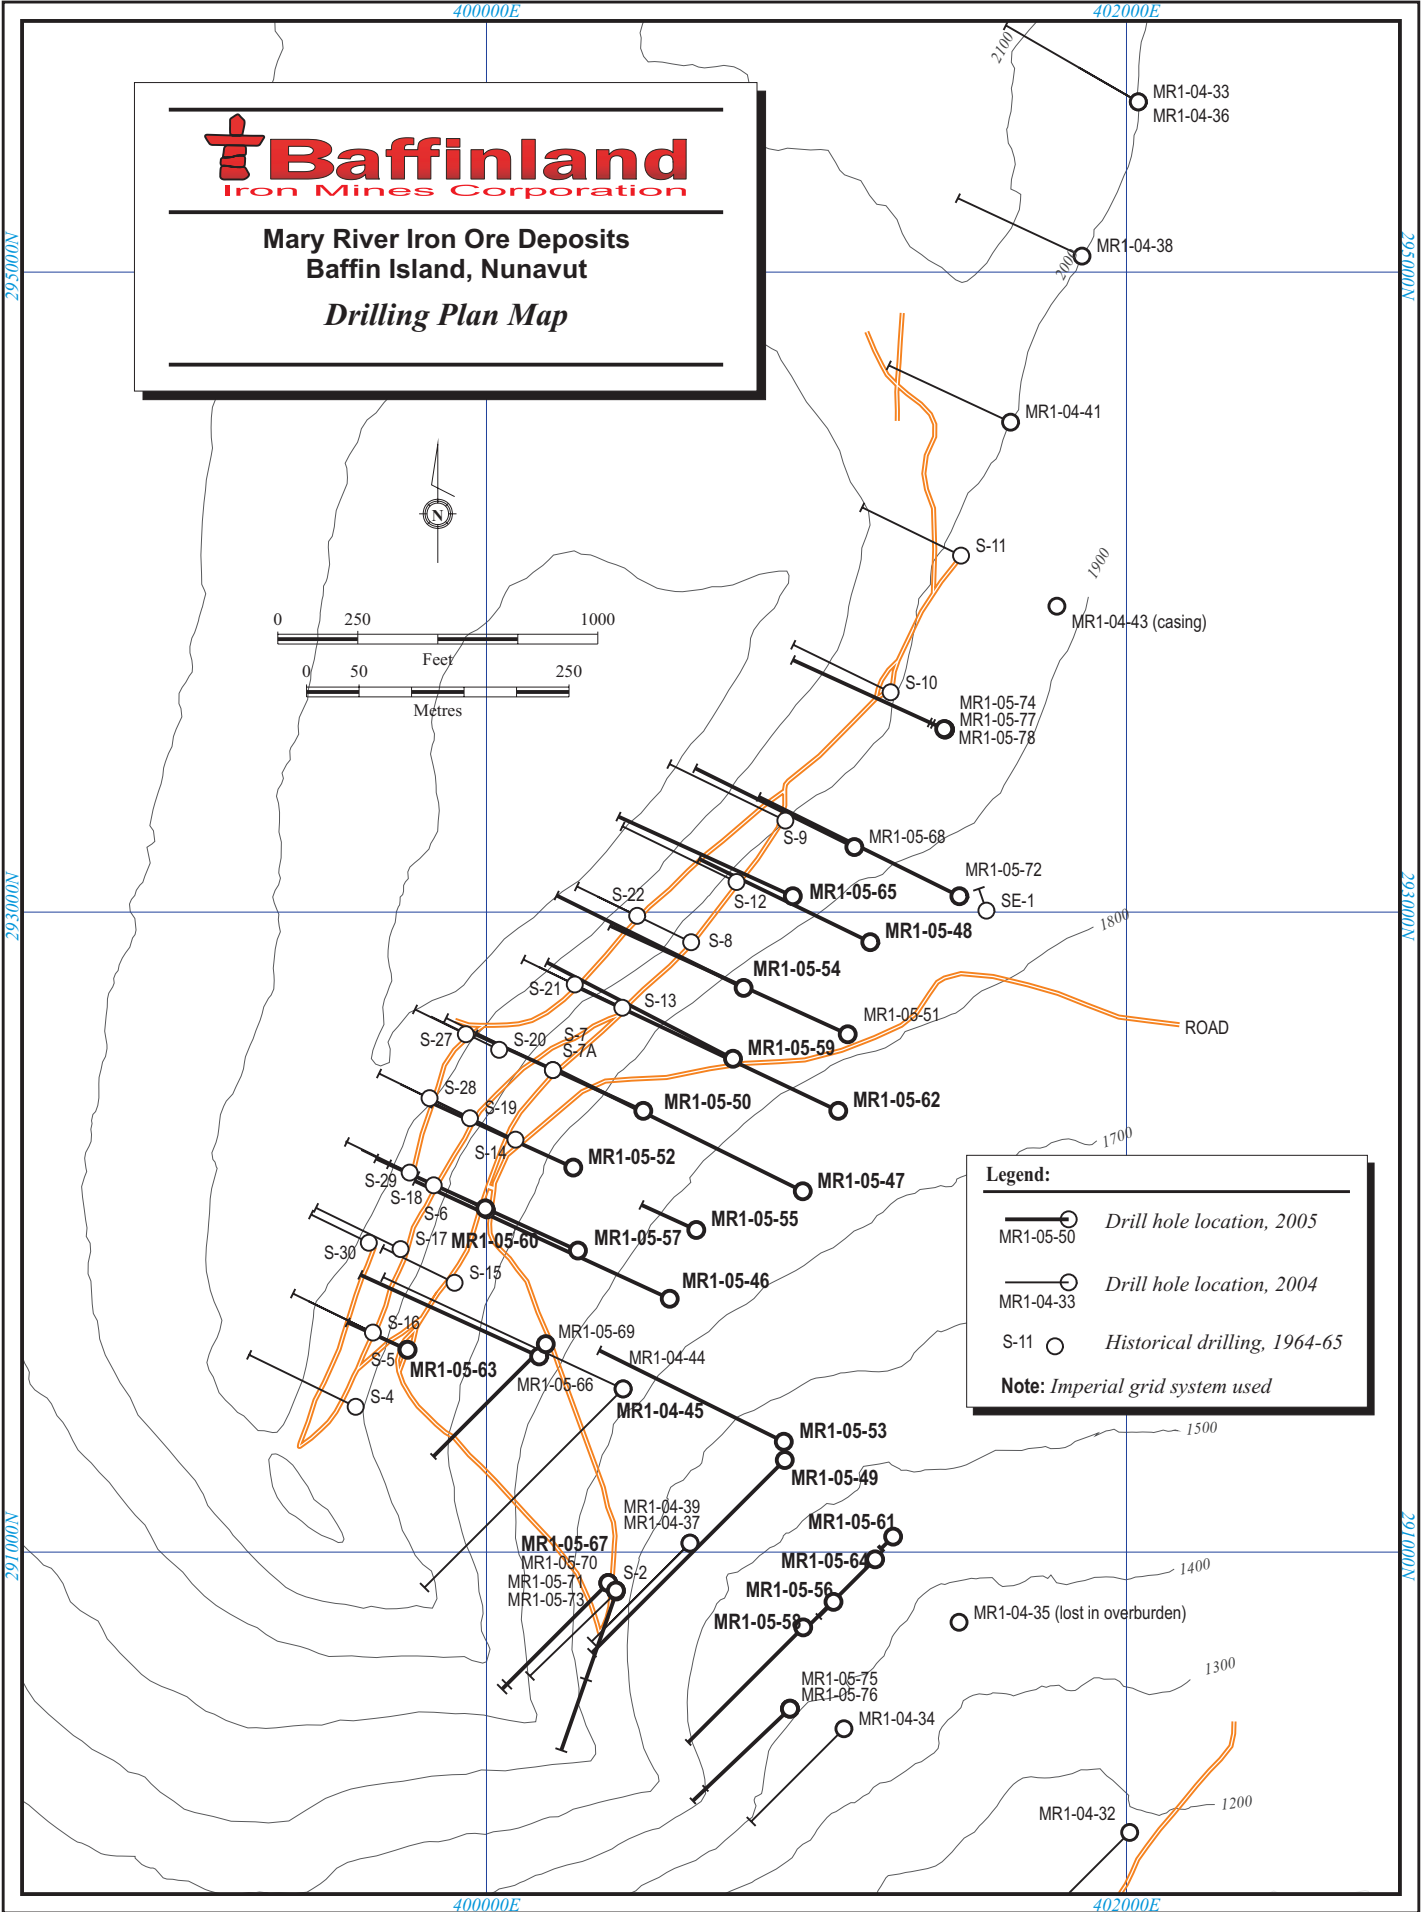 400000E
402000E
2100
MR1-04-33
MR1-04-36
Baffinland
Iron Mines Corporation
Mary River Iron Ore Deposits
Baffin Island, Nunavut
Drilling Plan Map
295000N
295000N
MR1-04-38
2000
MR1-04-41
N
S-11
1900
MR1-04-43 (casing)
0 250 1000
Feet
0 50 250
Metres
S-10
MR1-05-74
MR1-05-77
MR1-05-78
S-9
MR1-05-68
MR1-05-72
SE-1
S-12
MR1-05-65
S-22
293000N
293000N
1800
MR1-05-48
S-8
MR1-05-54
S-21
S-13
MR1-05-51
ROAD
S-27
S-20
S-7
S-7A
MR1-05-59
S-28
S-19
MR1-05-50
MR1-05-62
S-14
MR1-05-52
1700
S-29
S-18
MR1-05-47
S-6
MR1-05-55
S-17
MR1-05-60
MR1-05-57
S-30
S-15
MR1-05-46
Legend:
MR1-05-50
Drill hole location, 2005
MR1-04-33
Drill hole location, 2004
S-11
Historical drilling, 1964-65
Note: Imperial grid system used
S-16
MR1-05-69
S-5
MR1-05-63
MR1-04-44
MR1-05-66
S-4
MR1-04-45
MR1-05-53
1500
MR1-05-49
MR1-04-39
MR1-04-37
MR1-05-61
MR1-05-67
MR1-05-70
MR1-05-71
MR1-05-73
S-2
291000N
291000N
MR1-05-64
1400
MR1-05-56
MR1-05-58
MR1-04-35 (lost in overburden)
1300
MR1-05-75
MR1-05-76
MR1-04-34
1200
MR1-04-32
400000E
402000E